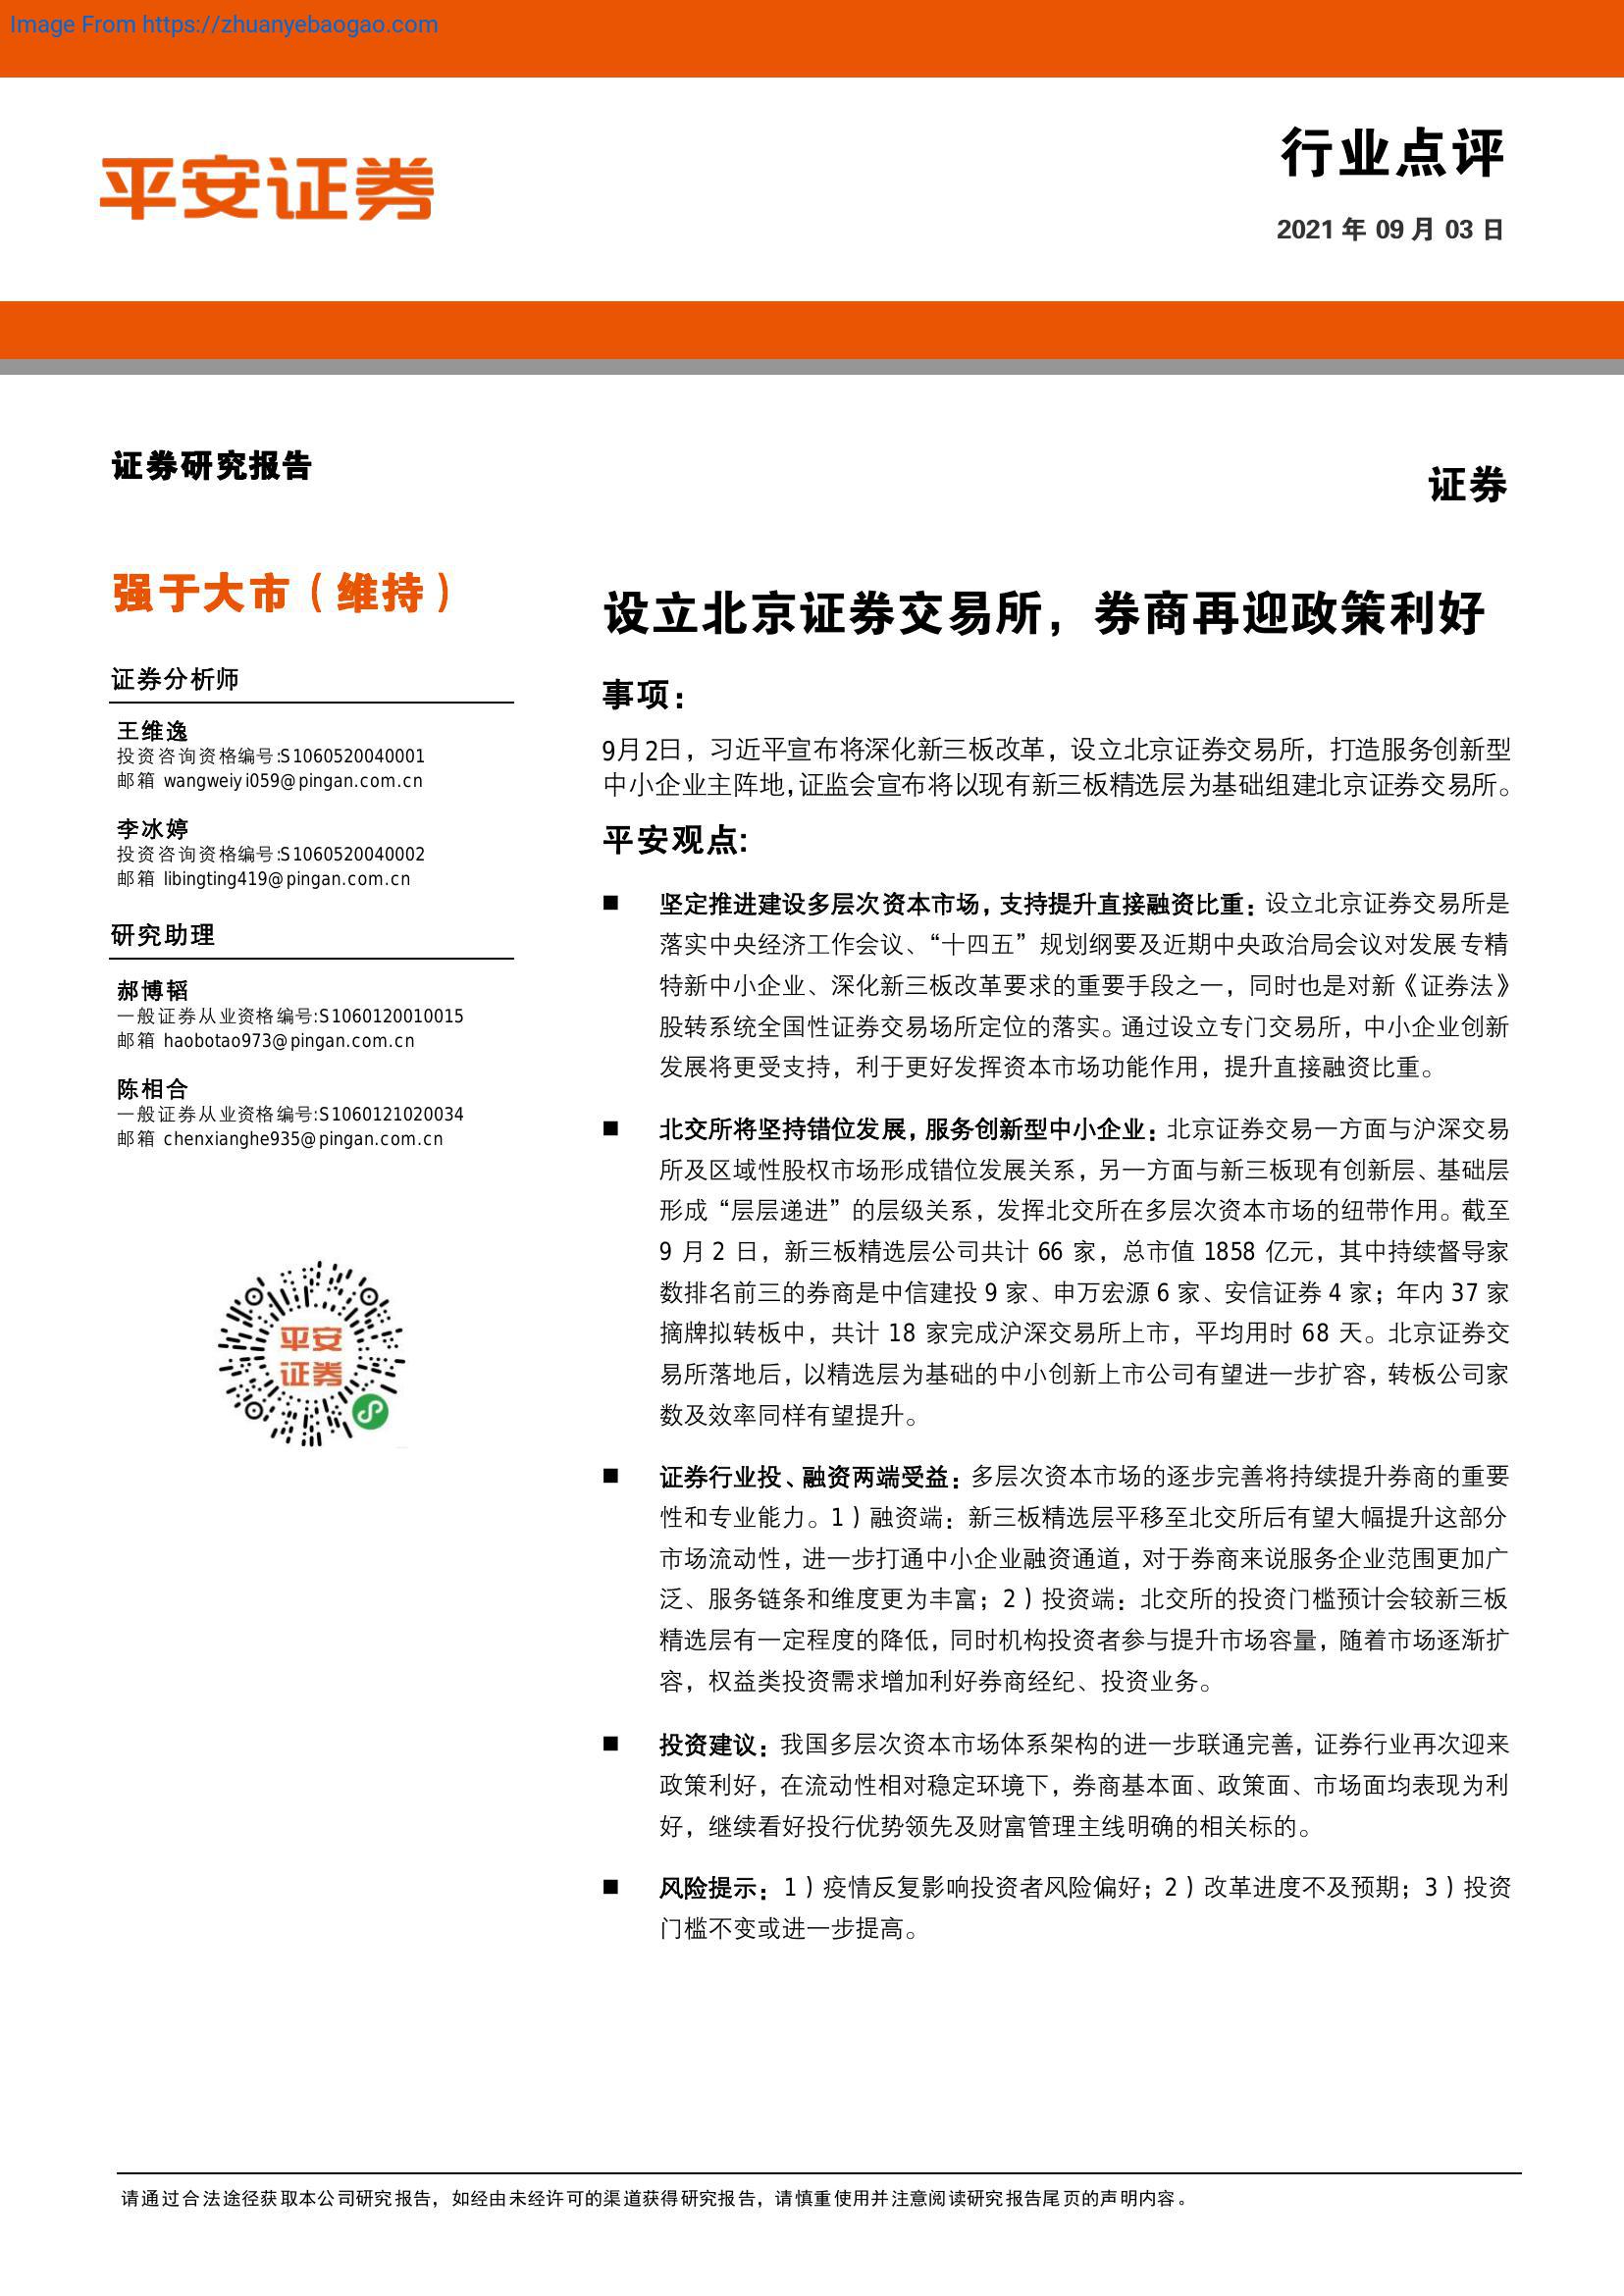 Image From https://zhuanyebaogao.com
平安证券
行业点评
2021 年 09 月 03 日
证券研究报告
证券
强于大市（维持）
证券分析师
王维逸
投资咨询资格编号:S1060520040001
邮箱 wangweiyi059@pingan.com.cn
李冰婷
投资咨询资格编号:S1060520040002
邮箱 libingting419@pingan.com.cn
研究助理
郝博韬
一般证券从业资格编号:S1060120010015
邮箱 haobotao973@pingan.com.cn
陈相合
一般证券从业资格编号:S1060121020034
邮箱 chenxianghe935@pingan.com.cn
平安
证券
设立北京证券交易所，券商再迎政策利好
事项：
9月2日，习近平宣布将深化新三板改革，设立北京证券交易所，打造服务创新型
中小企业主阵地，证监会宣布将以现有新三板精选层为基础组建北京证券交易所。
平安观点:
■ 坚定推进建设多层次资本市场，支持提升直接融资比重：设立北京证券交易所是
落实中央经济工作会议、“十四五”规划纲要及近期中央政治局会议对发展专精
特新中小企业、深化新三板改革要求的重要手段之一，同时也是对新《证券法》
股转系统全国性证券交易场所定位的落实。通过设立专门交易所，中小企业创新
发展将更受支持，利于更好发挥资本市场功能作用，提升直接融资比重。
■ 北交所将坚持错位发展，服务创新型中小企业：北京证券交易一方面与沪深交易
所及区域性股权市场形成错位发展关系，另一方面与新三板现有创新层、基础层
形成“层层递进”的层级关系，发挥北交所在多层次资本市场的纽带作用。截至
9 月 2 日，新三板精选层公司共计 66 家，总市值 1858 亿元，其中持续督导家
数排名前三的券商是中信建投 9 家、申万宏源 6 家、安信证券 4 家；年内 37 家
摘牌拟转板中，共计 18 家完成沪深交易所上市，平均用时 68 天。北京证券交
易所落地后，以精选层为基础的中小创新上市公司有望进一步扩容，转板公司家
数及效率同样有望提升。
■ 证券行业投、融资两端受益：多层次资本市场的逐步完善将持续提升券商的重要
性和专业能力。1）融资端：新三板精选层平移至北交所后有望大幅提升这部分
市场流动性，进一步打通中小企业融资通道，对于券商来说服务企业范围更加广
泛、服务链条和维度更为丰富；2）投资端：北交所的投资门槛预计会较新三板
精选层有一定程度的降低，同时机构投资者参与提升市场容量，随着市场逐渐扩
容，权益类投资需求增加利好券商经纪、投资业务。
■ 投资建议：我国多层次资本市场体系架构的进一步联通完善，证券行业再次迎来
政策利好，在流动性相对稳定环境下，券商基本面、政策面、市场面均表现为利
好，继续看好投行优势领先及财富管理主线明确的相关标的。
■ 风险提示：1）疫情反复影响投资者风险偏好；2）改革进度不及预期；3）投资
门槛不变或进一步提高。
请通过合法途径获取本公司研究报告，如经由未经许可的渠道获得研究报告，请慎重使用并注意阅读研究报告尾页的声明内容。